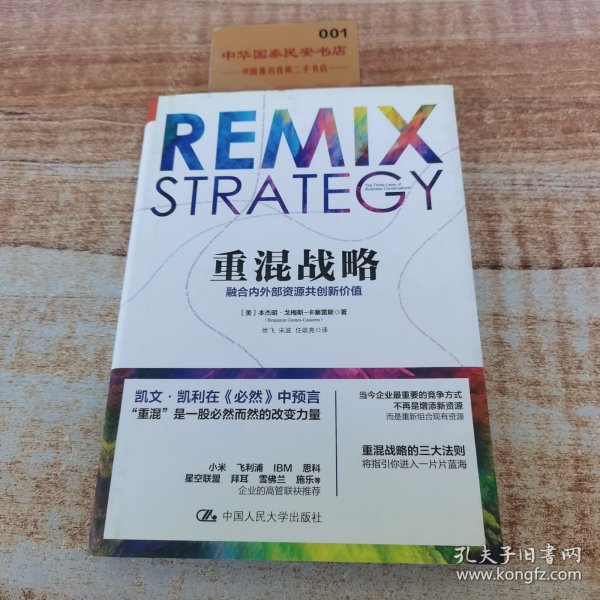 001
中华国泰民安书店
中国最男筑梅二手书店
REMIX
STRATEGY
The Three Laws of
Business Combinations
重混战略
融合内外部资源共创新价值
[美] 本杰明·戈梅斯-卡塞雷斯◎著
(Benjamin Gomes-Casseres)
徐飞 宋波 任政亮◎译
凯文·凯利在《必然》中预言
“重混”是一股必然而然的改变力量
当今企业最重要的竞争方式
不再是增添新资源
而是重新组合现有资源
重混战略的三大法则
将指引你进入一片片蓝海
小米 飞利浦 IBM 思科
星空联盟 拜耳 雪佛兰 施乐等
企业的高管联袂推荐
中国人民大学出版社
孔夫子旧书网
www.kongfz.com